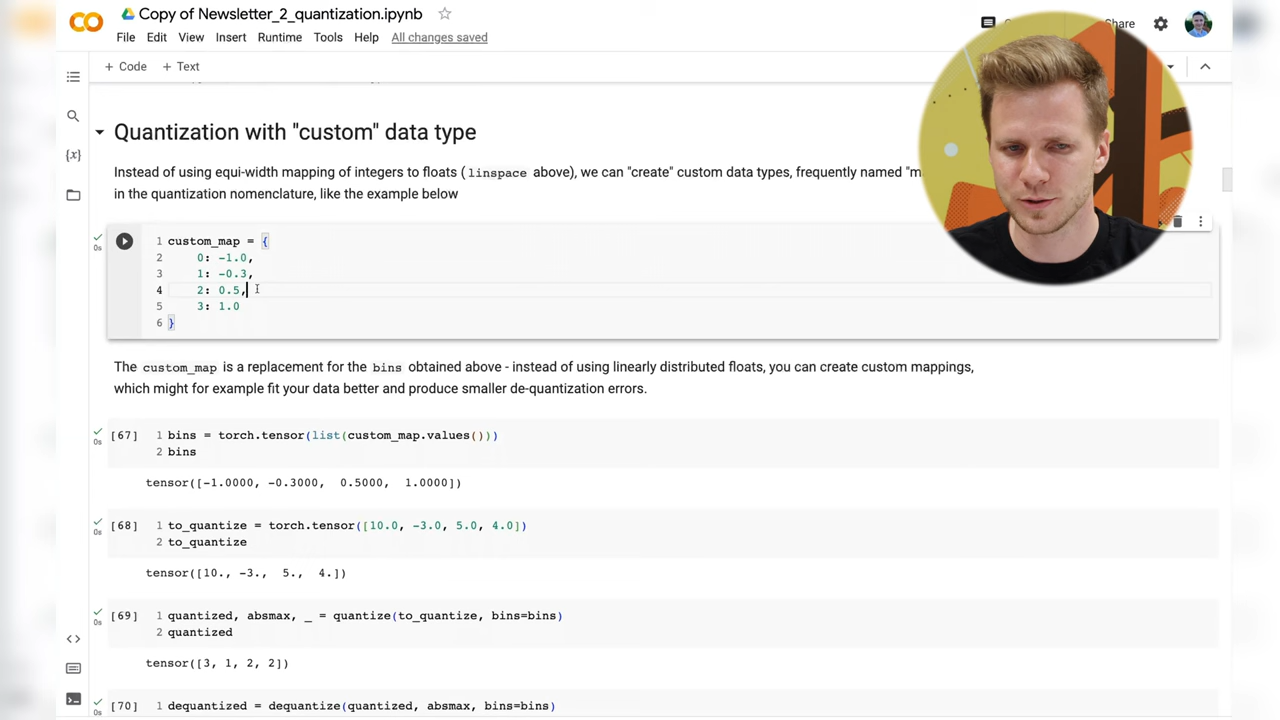 Copy of Newsletter_2_quantization.ipynb
File Edit View Insert Runtime Tools Help All changes saved
Share
+ Code + Text
Quantization with "custom" data type
Instead of using equi-width mapping of integers to floats ( linspace above), we can "create" custom data types, frequently named
in the quantization nomenclature, like the example below
0s
1 custom_map = {
2 0: -1.0,
3 1: -0.3,
4 2: 0.5,
5 3: 1.0
6 }
The custom_map is a replacement for the bins obtained above - instead of using linearly distributed floats, you can create custom mappings,
which might for example fit your data better and produce smaller de-quantization errors.
0s
[67] 1 bins = torch.tensor(list(custom_map.values()))
2 bins
tensor([-1.0000, -0.3000, 0.5000, 1.0000])
0s
[68] 1 to_quantize = torch.tensor([10.0, -3.0, 5.0, 4.0])
2 to_quantize
tensor([10., -3., 5., 4.])
0s
[69] 1 quantized, absmax, _ = quantize(to_quantize, bins=bins)
2 quantized
tensor([3, 1, 2, 2])
0s
[70] 1 dequantized = dequantize(quantized, absmax, bins=bins)